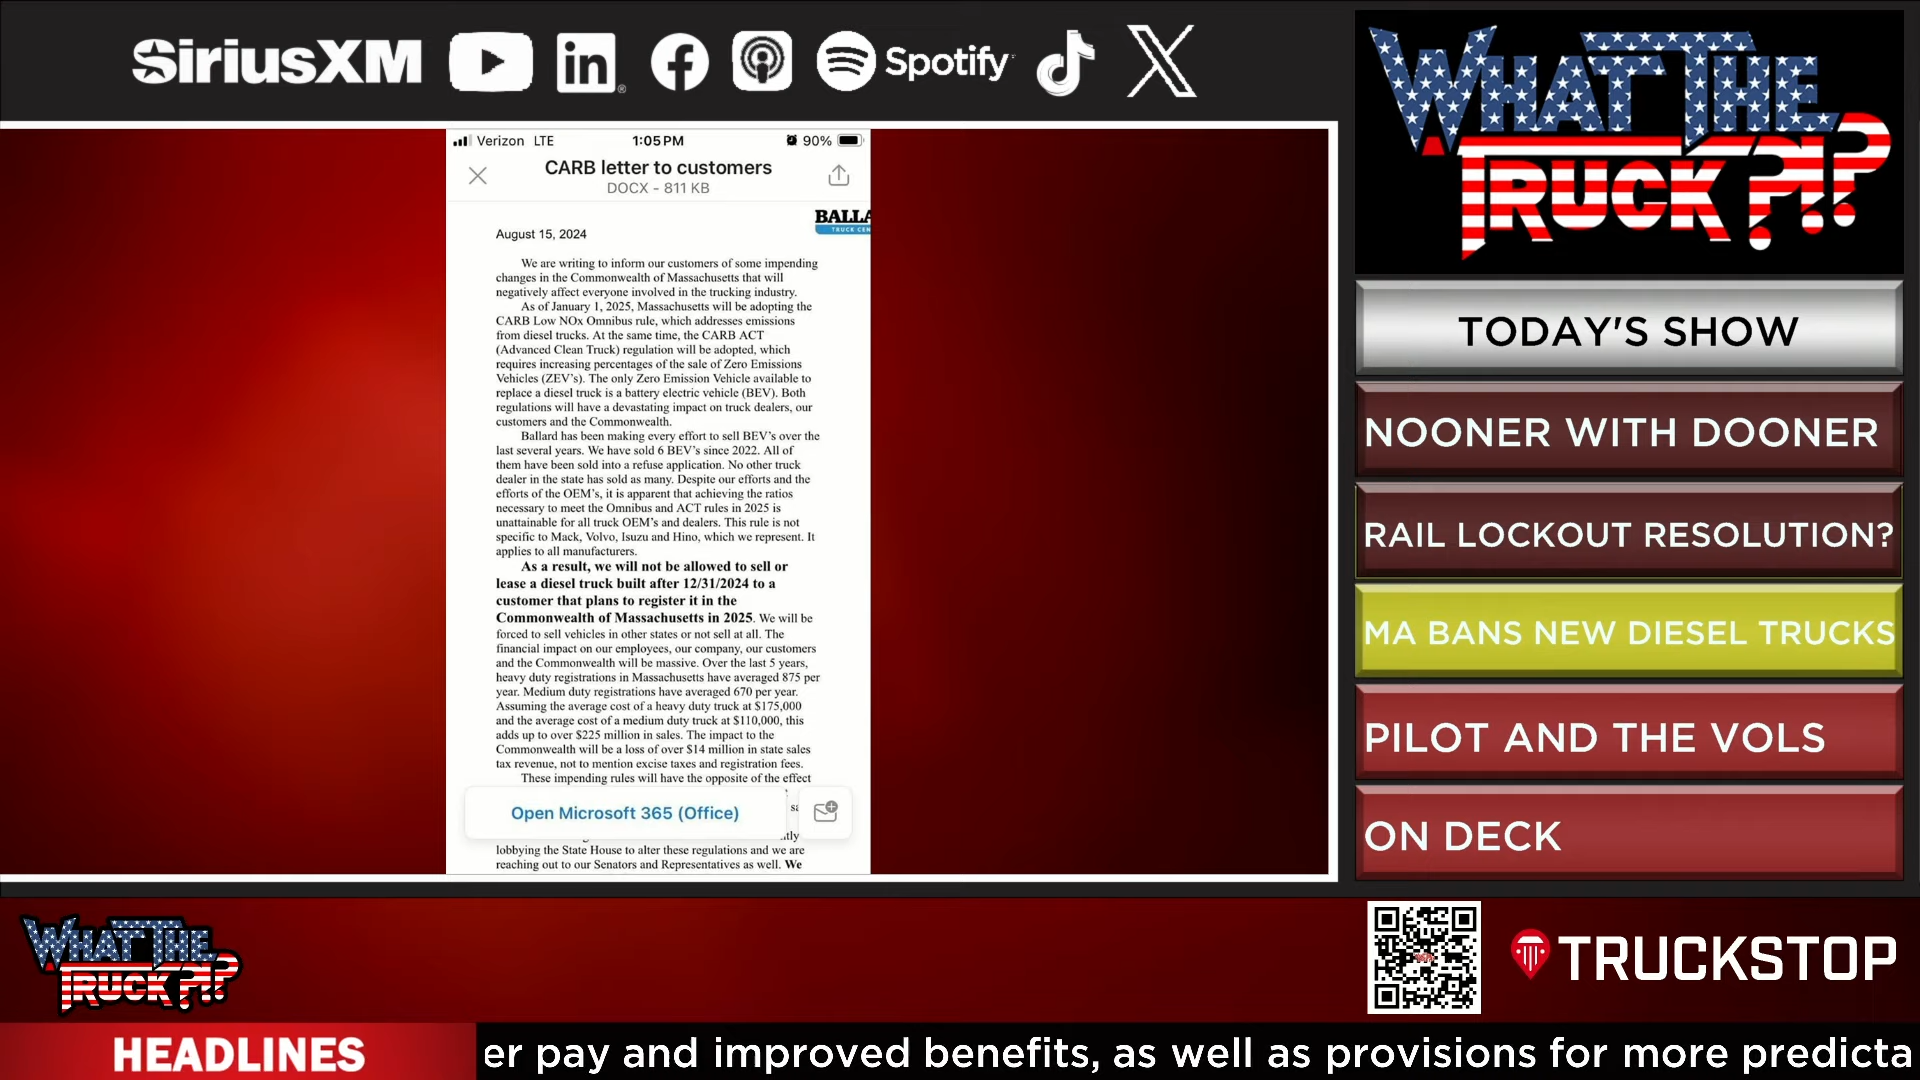 SiriusXM
in
Spotify
WHAT THE
TRUCK?!?
Verizon LTE 1:05 PM 90%
CARB letter to customers
DOCX - 811 KB
BALLA
TRUCK CEN
August 15, 2024
We are writing to inform our customers of some impending
changes in the Commonwealth of Massachusetts that will
negatively affect everyone involved in the trucking industry.
As of January 1, 2025, Massachusetts will be adopting the
CARB Low NOx Omnibus rule, which addresses emissions
from diesel trucks. At the same time, the CARB ACT
(Advanced Clean Truck) regulation will be adopted, which
requires increasing percentages of the sale of Zero Emissions
Vehicles (ZEV's). The only Zero Emission Vehicle available to
replace a diesel truck is a battery electric vehicle (BEV). Both
regulations will have a devastating impact on truck dealers, our
customers and the Commonwealth.
Ballard has been making every effort to sell BEV's over the
last several years. We have sold 6 BEV's since 2022. All of
them have been sold into a refuse application. No other truck
dealer in the state has sold as many. Despite our efforts and the
efforts of the OEM's, it is apparent that achieving the ratios
necessary to meet the Omnibus and ACT rules in 2025 is
unattainable for all truck OEM's and dealers. This rule is not
specific to Mack, Volvo, Isuzu and Hino, which we represent. It
applies to all manufacturers.
As a result, we will not be allowed to sell or
lease a diesel truck built after 12/31/2024 to a
customer that plans to register it in the
Commonwealth of Massachusetts in 2025. We will be
forced to sell vehicles in other states or not sell at all. The
financial impact on our employees, our company, our customers
and the Commonwealth will be massive. Over the last 5 years,
heavy duty registrations in Massachusetts have averaged 875 per
year. Medium duty registrations have averaged 670 per year.
Assuming the average cost of a heavy duty truck at $175,000
and the average cost of a medium duty truck at $110,000, this
adds up to over $225 million in sales. The impact to the
Commonwealth will be a loss of over $14 million in state sales
tax revenue, not to mention excise taxes and registration fees.
These impending rules will have the opposite of the effect
Open Microsoft 365 (Office)
lobbying the State House to alter these regulations and we are
reaching out to our Senators and Representatives as well. We
TODAY'S SHOW
NOONER WITH DOONER
RAIL LOCKOUT RESOLUTION?
MA BANS NEW DIESEL TRUCKS
PILOT AND THE VOLS
ON DECK
WHAT THE
TRUCK?!?
TRUCKSTOP
HEADLINES
er pay and improved benefits, as well as provisions for more predicta